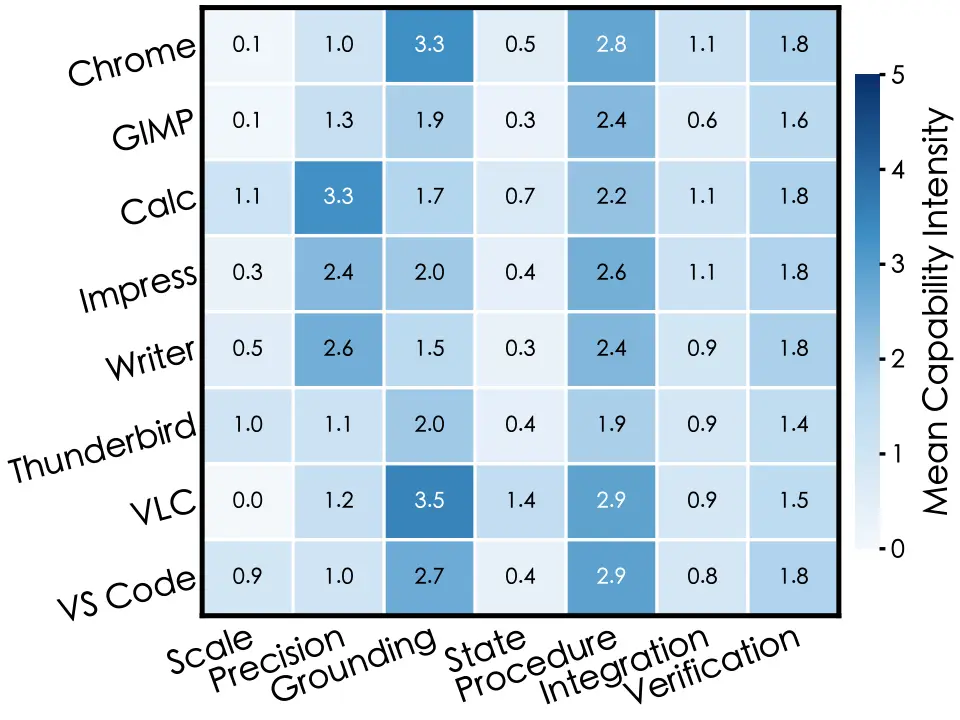 Chrome 0.1 1.0 3.3 0.5 2.8 1.1 1.8
GIMP 0.1 1.3 1.9 0.3 2.4 0.6 1.6
Calc 1.1 3.3 1.7 0.7 2.2 1.1 1.8
Impress 0.3 2.4 2.0 0.4 2.6 1.1 1.8
Writer 0.5 2.6 1.5 0.3 2.4 0.9 1.8
Thunderbird 1.0 1.1 2.0 0.4 1.9 0.9 1.4
VLC 0.0 1.2 3.5 1.4 2.9 0.9 1.5
VS Code 0.9 1.0 2.7 0.4 2.9 0.8 1.8
Scale Precision Grounding State Procedure Integration Verification
5
4
3
2
1
0
Mean Capability Intensity